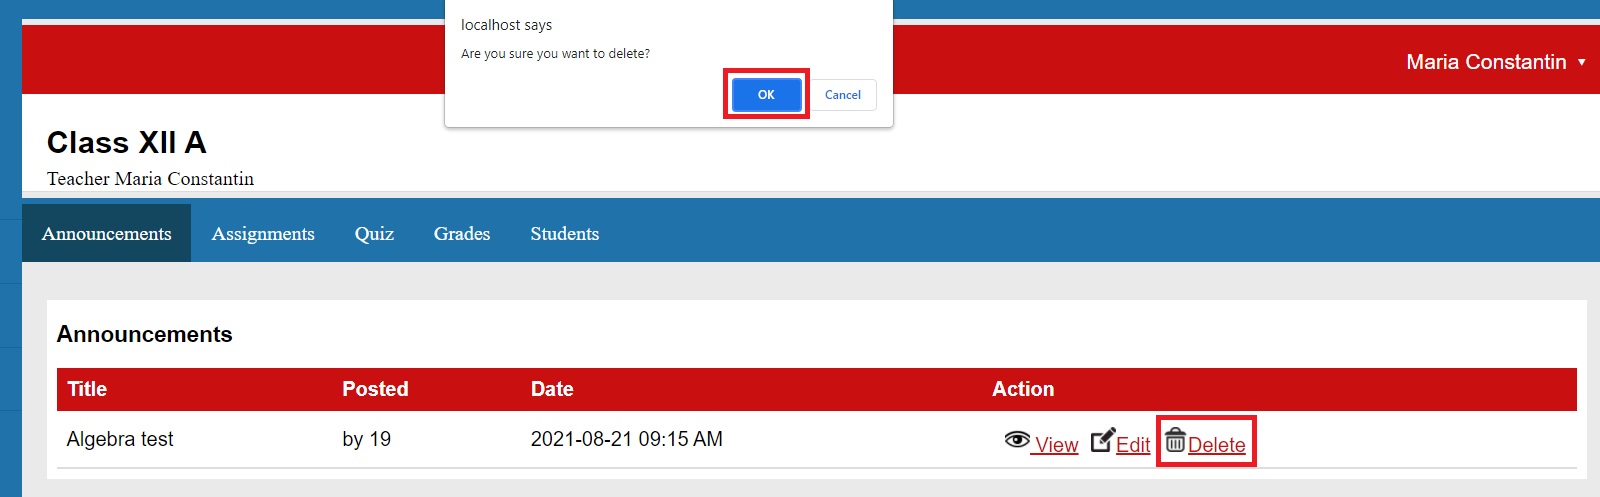 localhost says
Are you sure you want to delete?
OK Cancel
Maria Constantin
Class XII A
Teacher Maria Constantin
Announcements Assignments Quiz Grades Students
Announcements
Title Posted Date Action
Algebra test by 19 2021-08-21 09:15 AM View Edit Delete